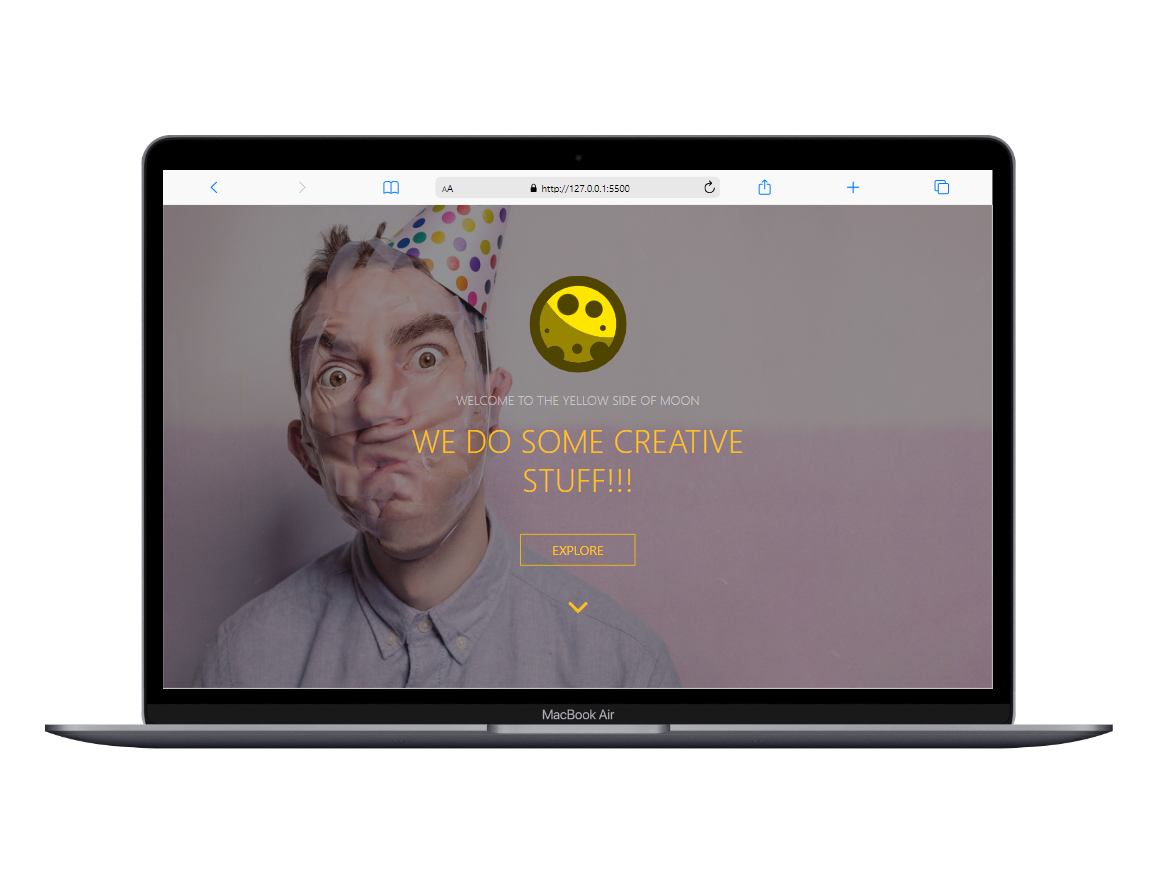 AA
http://127.0.0.1:5500
WELCOME TO THE YELLOW SIDE OF MOON
WE DO SOME CREATIVE
STUFF!!!
EXPLORE
MacBook Air